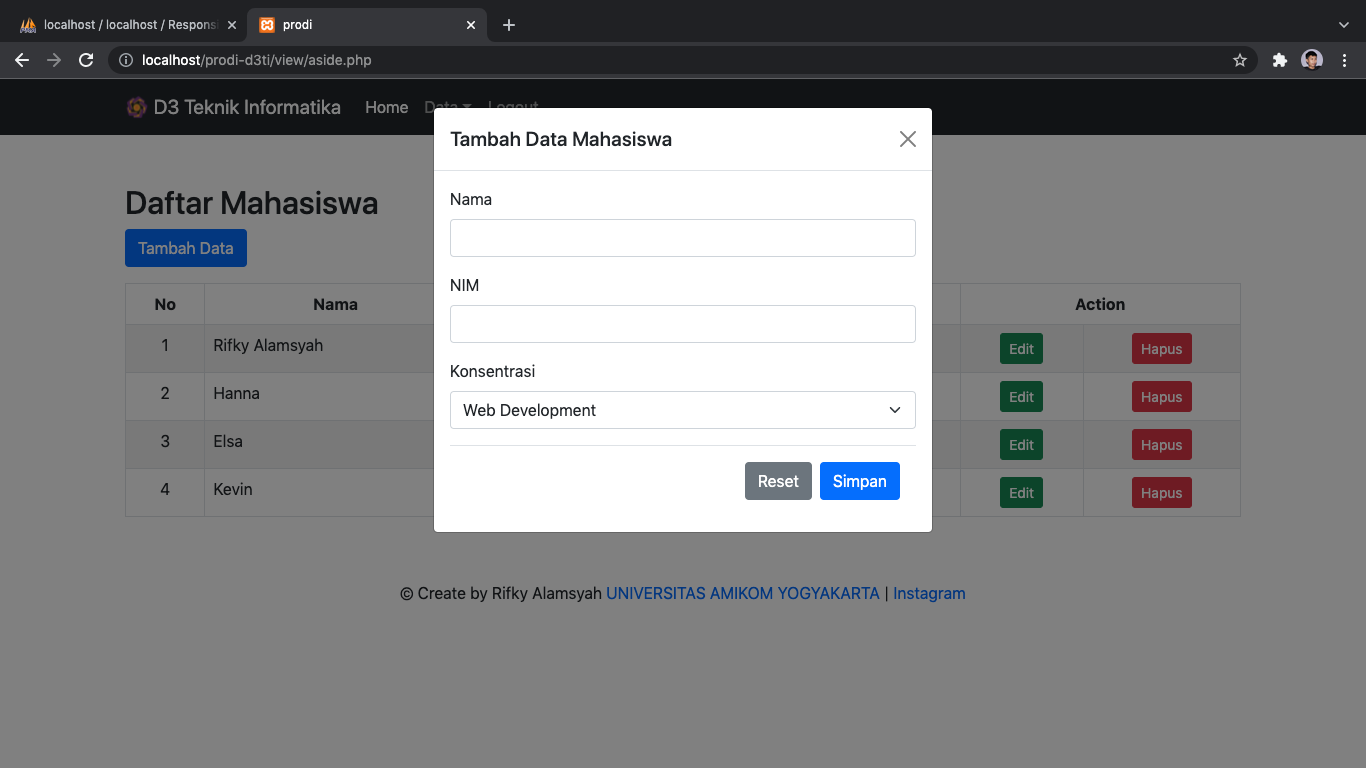 localhost / localhost / Respons
prodi
localhost/prodi-d3ti/view/aside.php
D3 Teknik Informatika Home Data Logout
Tambah Data Mahasiswa
Nama
NIM
Konsentrasi
Web Development
Reset Simpan
Daftar Mahasiswa
Tambah Data
No Nama Action
1 Rifky Alamsyah Edit Hapus
2 Hanna Edit Hapus
3 Elsa Edit Hapus
4 Kevin Edit Hapus
© Create by Rifky Alamsyah UNIVERSITAS AMIKOM YOGYAKARTA | Instagram